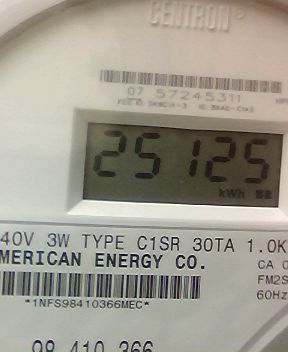 CENTRON®
07 57245311
25125
kWh
40V 3W TYPE C1SR 30TA 1.0K
MERICAN ENERGY CO. CA 0
FM2S
60Hz
*1NFS98410366MEC*
98 410 366